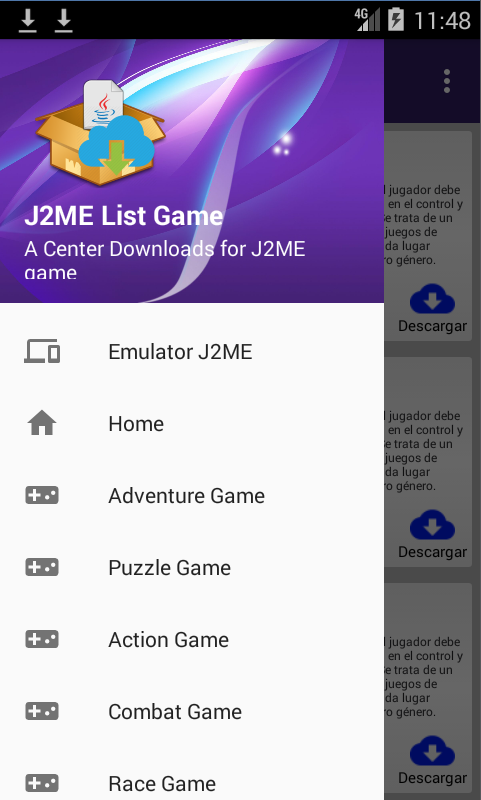 4G
11:48
J2ME List Game
A Center Downloads for J2ME
game
Emulator J2ME
Home
Adventure Game
Puzzle Game
Action Game
Combat Game
Race Game
jugador debe
en el control y
e trata de un
juegos de
da lugar
ro género.
Descargar
jugador debe
en el control y
e trata de un
juegos de
da lugar
ro género.
Descargar
jugador debe
en el control y
e trata de un
juegos de
da lugar
ro género.
Descargar